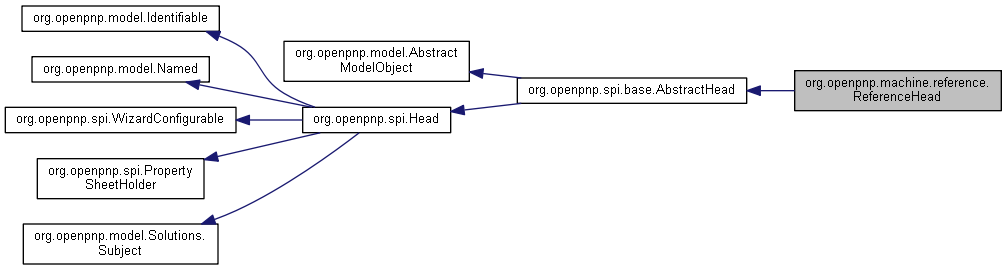 org.openpnp.model.Identifiable
org.openpnp.model.Named
org.openpnp.spi.WizardConfigurable
org.openpnp.spi.Property
SheetHolder
org.openpnp.model.Solutions.
Subject
org.openpnp.model.Abstract
ModelObject
org.openpnp.spi.Head
org.openpnp.spi.base.AbstractHead
org.openpnp.machine.reference.
ReferenceHead